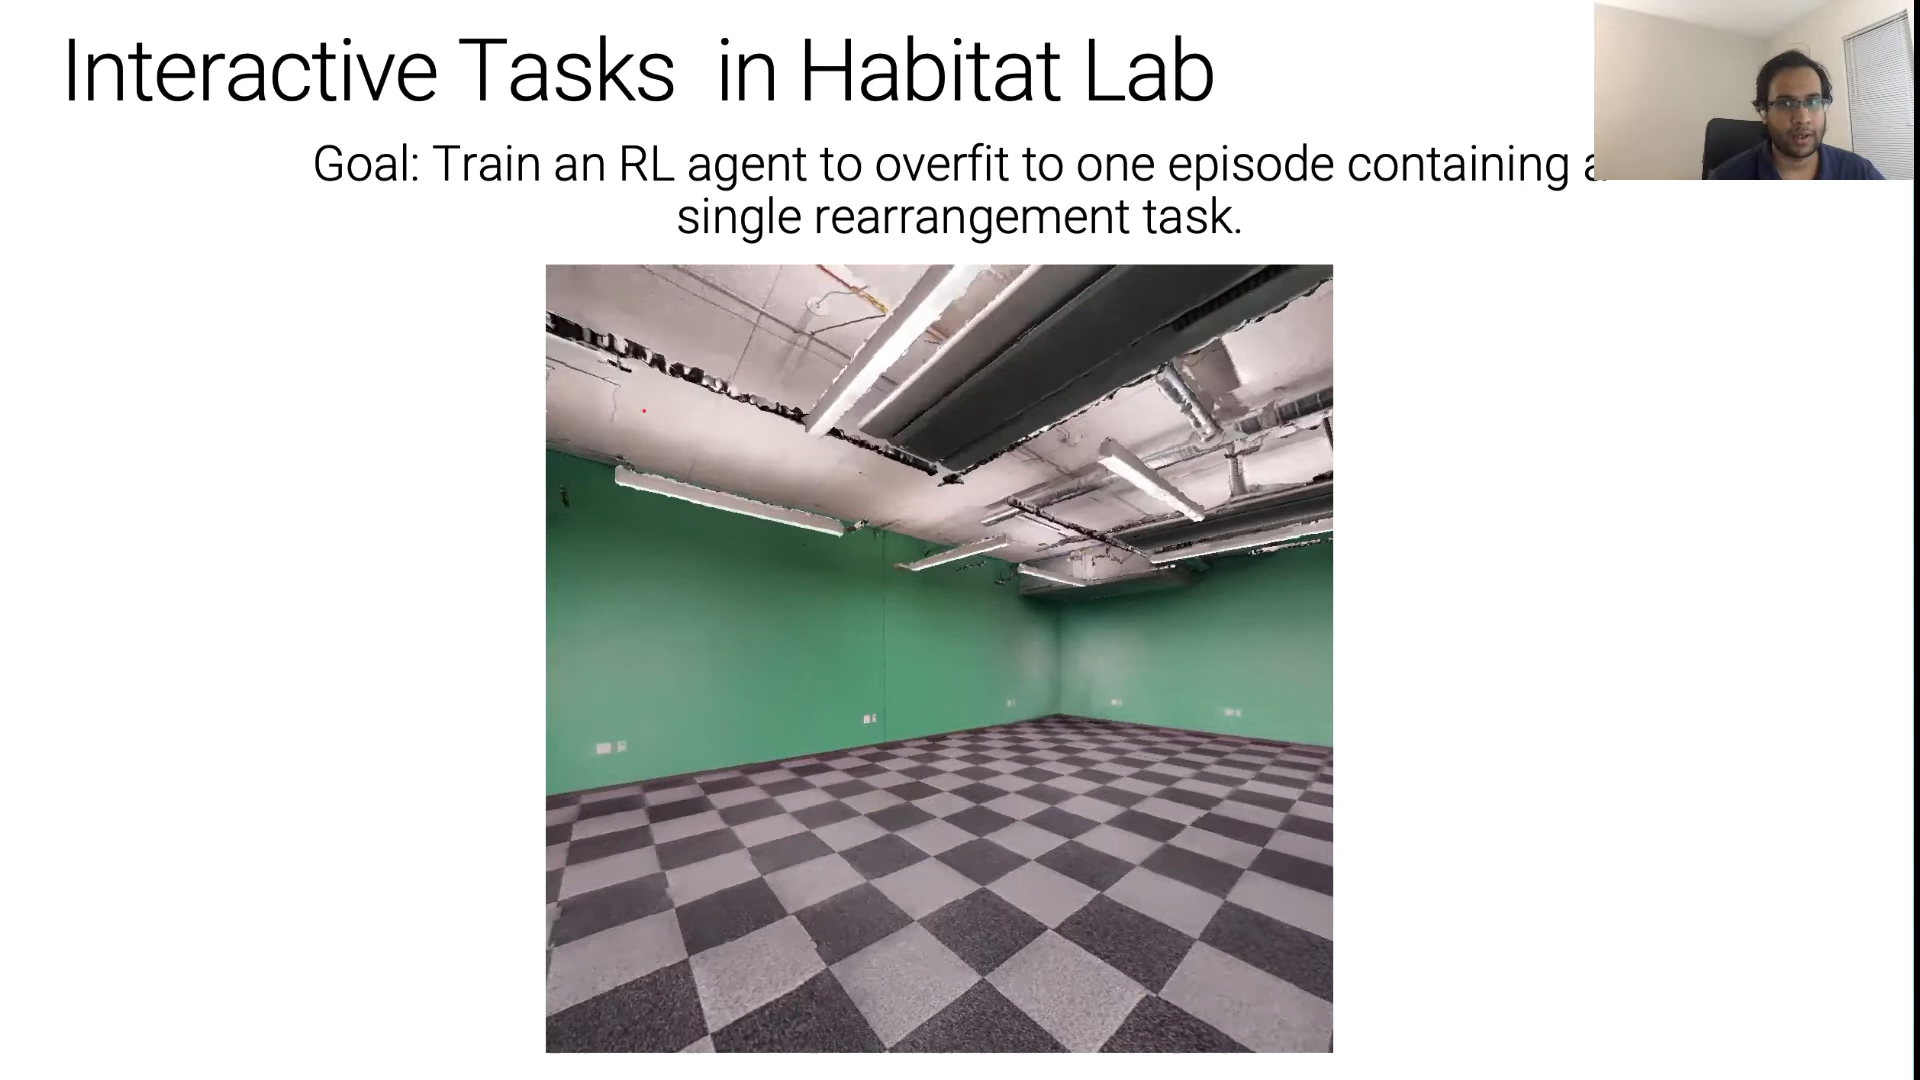 Interactive Tasks in Habitat Lab
Goal: Train an RL agent to overfit to one episode containing a
single rearrangement task.